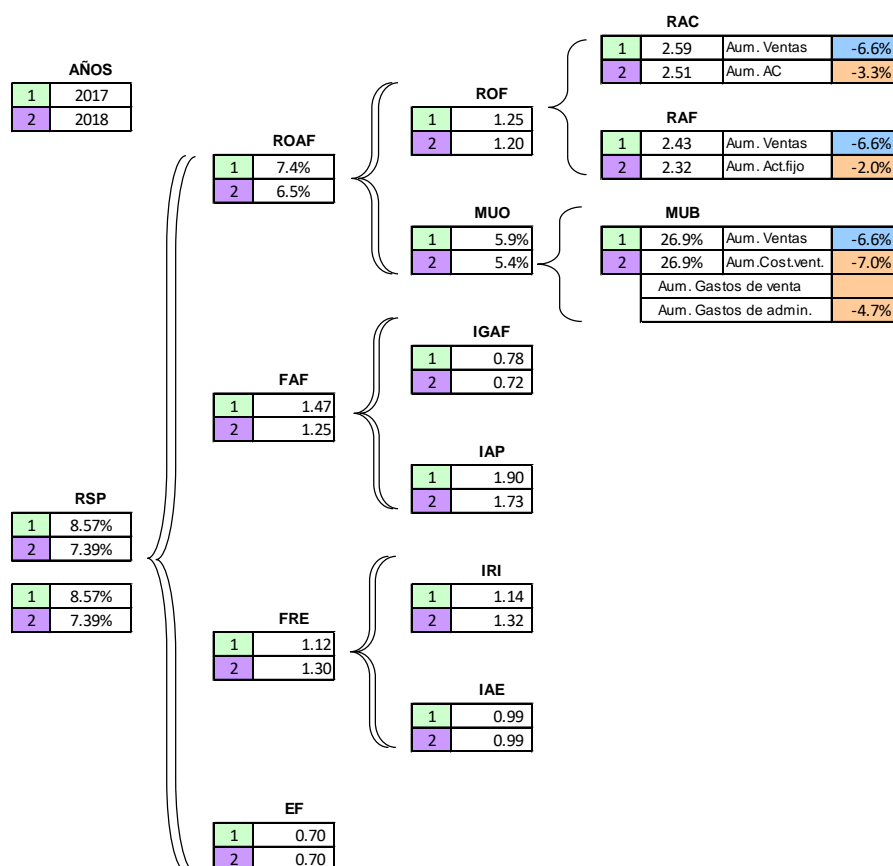 RAC
1 2.59 Aum. Ventas -6.6%
2 2.51 Aum. AC -3.3%
AÑOS
1 2017
2 2018
ROF
1 1.25
2 1.20
RAF
1 2.43 Aum. Ventas -6.6%
2 2.32 Aum. Act.fijo -2.0%
ROAF
1 7.4%
2 6.5%
MUO
1 5.9%
2 5.4%
MUB
1 26.9% Aum. Ventas -6.6%
2 26.9% Aum.Cost.vent. -7.0%
Aum. Gastos de venta
Aum. Gastos de admin. -4.7%
IGAF
1 0.78
2 0.72
FAF
1 1.47
2 1.25
IAP
1 1.90
2 1.73
RSP
1 8.57%
2 7.39%
1 8.57%
2 7.39%
IRI
1 1.14
2 1.32
FRE
1 1.12
2 1.30
IAE
1 0.99
2 0.99
EF
1 0.70
2 0.70